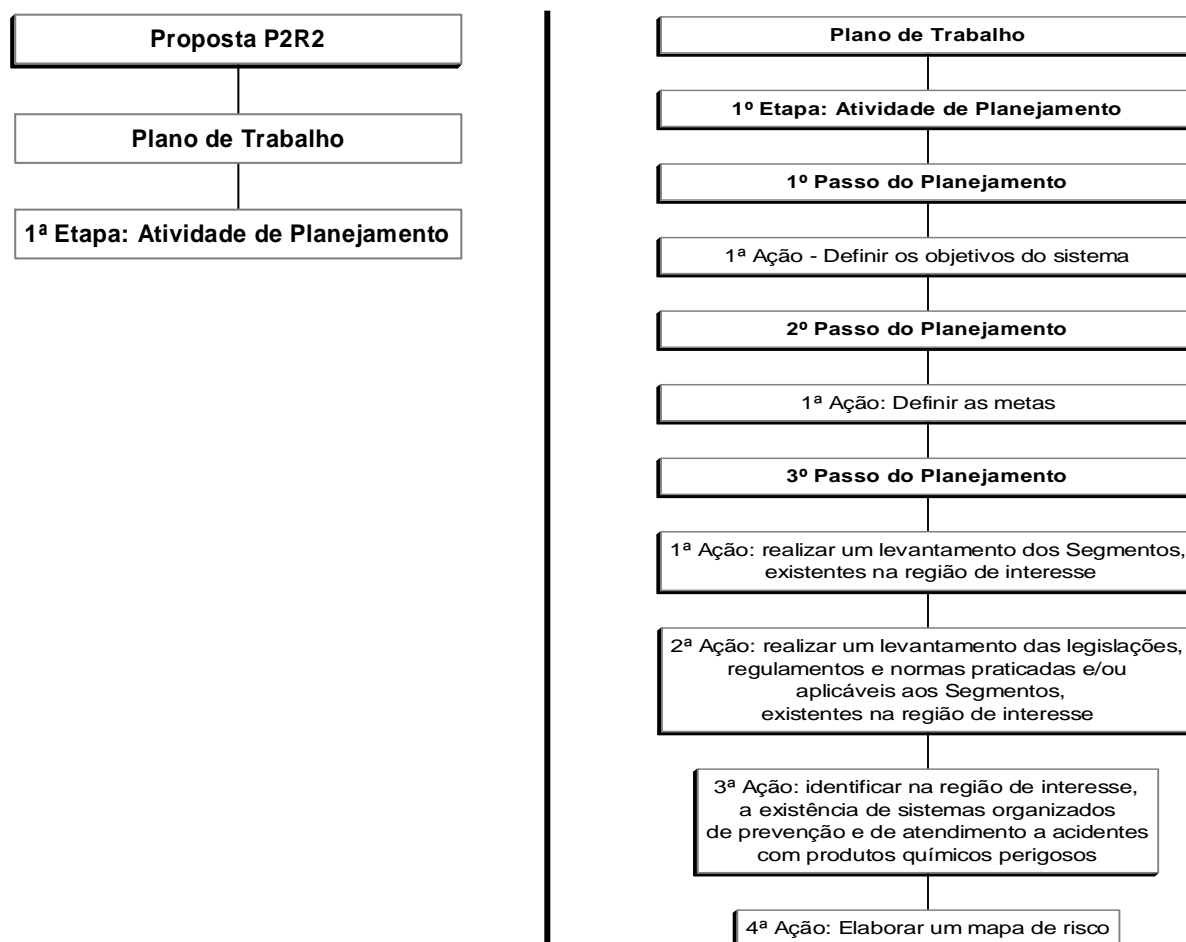 Proposta P2R2
Plano de Trabalho
1ª Etapa: Atividade de Planejamento
Plano de Trabalho
1º Etapa: Atividade de Planejamento
1º Passo do Planejamento
1ª Ação - Definir os objetivos do sistema
2º Passo do Planejamento
1ª Ação: Definir as metas
3º Passo do Planejamento
1ª Ação: realizar um levantamento dos Segmentos,
existentes na região de interesse
2ª Ação: realizar um levantamento das legislações,
regulamentos e normas praticadas e/ou
aplicáveis aos Segmentos,
existentes na região de interesse
3ª Ação: identificar na região de interesse,
a existência de sistemas organizados
de prevenção e de atendimento a acidentes
com produtos químicos perigosos
4ª Ação: Elaborar um mapa de risco